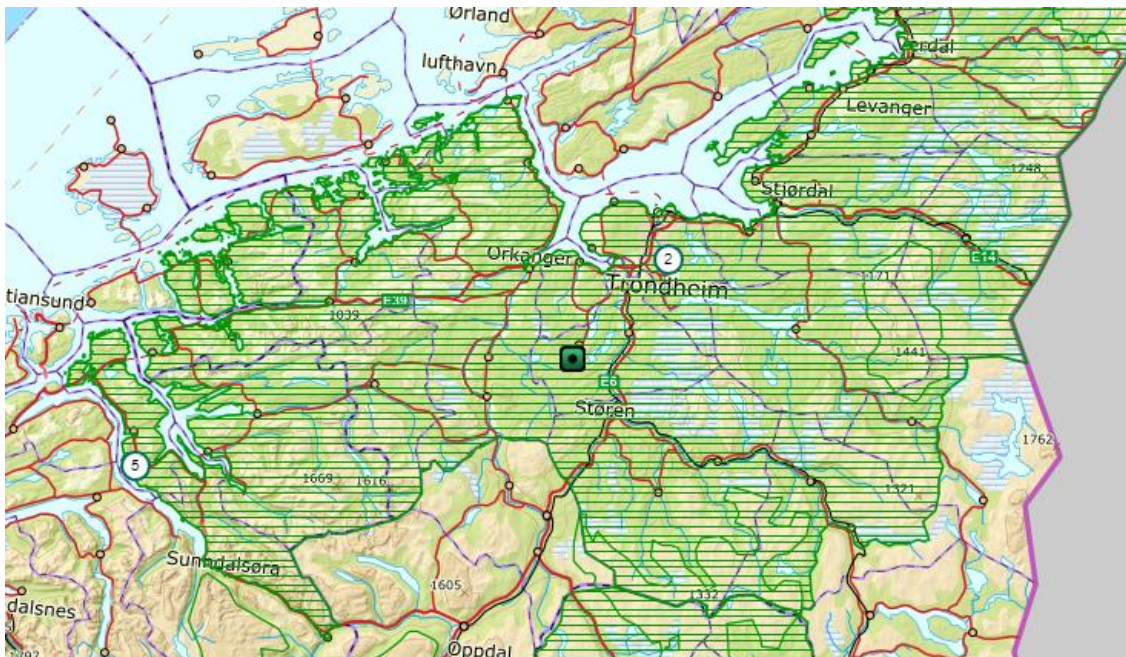 Ørland
lufthavn
erdal
Levanger
1248
Stjørdal
Orkanger
2
E14
1171
Trondheim
tiansund
E39
1039
1441
E6
Støren
1762
5
1669
1616
1321
Sunndalsøra
1605
1332
dalsnes
Oppdal